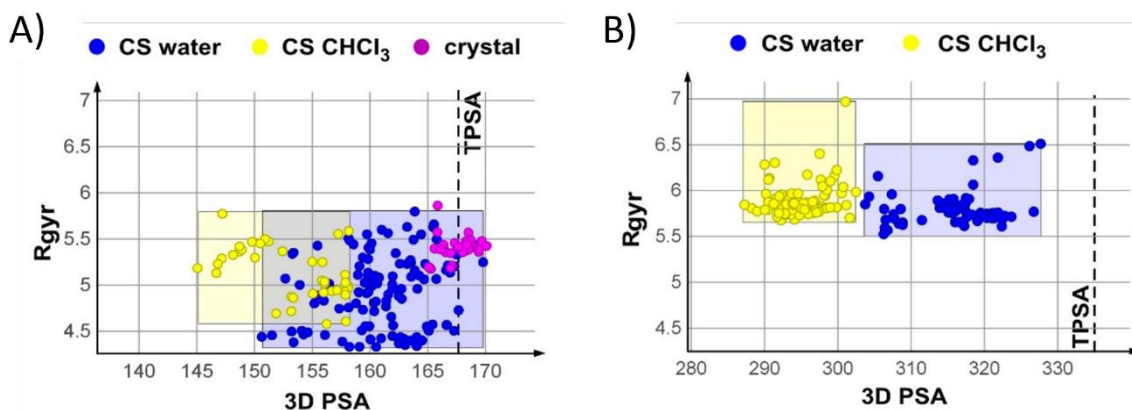 A)
CS water CS CHCl₃ crystal
7
6.5
6
5.5
5
4.5
Rgyr
TPSA
140 145 150 155 160 165 170
3D PSA
B)
CS water CS CHCl₃
7
6.5
6
5.5
5
4.5
Rgyr
TPSA
280 290 300 310 320 330
3D PSA